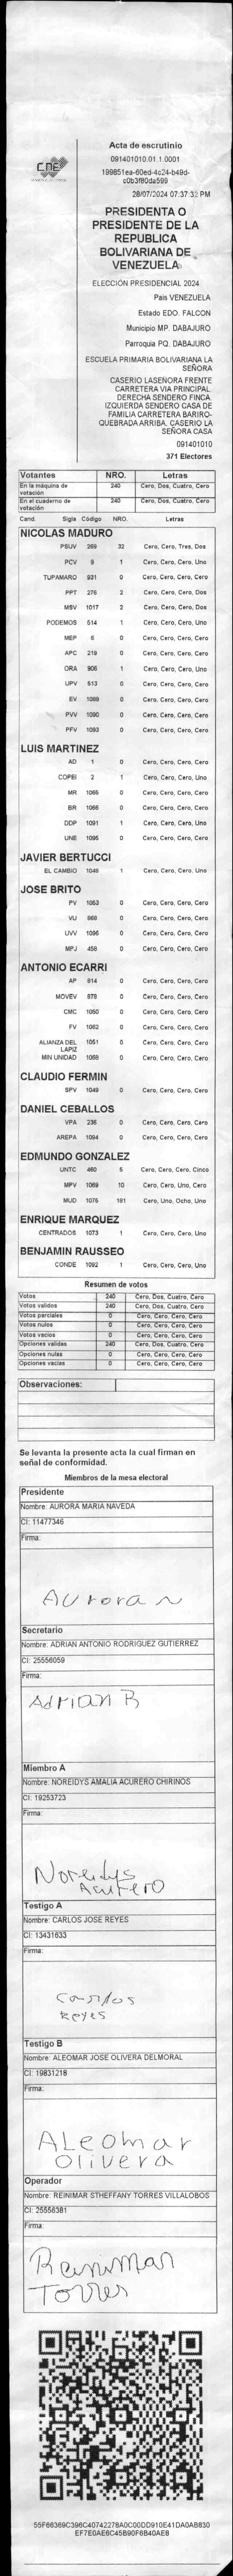 CNE
Acta de escrutinio
091401010.01.1.0001
199851ea-60ed-4c24-b49d-
c0b3f80da599
28/07/2024 07:37:32 PM
PRESIDENTA O
PRESIDENTE DE LA
REPUBLICA
BOLIVARIANA DE
VENEZUELA
ELECCIÓN PRESIDENCIAL 2024
Pais VENEZUELA
Estado EDO. FALCON
Municipio MP. DABAJURO
Parroquia PQ. DABAJURO
ESCUELA PRIMARIA BOLIVARIANA LA
SEÑORA
CASERIO LASEÑORA FRENTE
CARRETERA VIA PRINCIPAL.
DERECHA SENDERO FINCA.
IZQUIERDA SENDERO CASA DE
FAMILIA CARRETERA BARIRO-
QUEBRADA ARRIBA. CASERIO LA
SEÑORA CASA
091401010
371 Electores
Votantes NRO. Letras
En la máquina de votación 240 Cero, Dos, Cuatro, Cero
En el cuaderno de votación 240 Cero, Dos, Cuatro, Cero
Cand. Sigla Código NRO. Letras
NICOLAS MADURO
PSUV 269 32 Cero, Cero, Tres, Dos
PCV 9 1 Cero, Cero, Cero, Uno
TUPAMARO 931 0 Cero, Cero, Cero, Cero
PPT 276 2 Cero, Cero, Cero, Dos
MSV 1017 2 Cero, Cero, Cero, Dos
PODEMOS 514 1 Cero, Cero, Cero, Uno
MEP 6 0 Cero, Cero, Cero, Cero
APC 219 0 Cero, Cero, Cero, Cero
ORA 906 1 Cero, Cero, Cero, Uno
UPV 513 0 Cero, Cero, Cero, Cero
EV 1089 0 Cero, Cero, Cero, Cero
PVV 1090 0 Cero, Cero, Cero, Cero
PFV 1093 0 Cero, Cero, Cero, Cero
LUIS MARTINEZ
AD 1 0 Cero, Cero, Cero, Cero
COPEI 2 1 Cero, Cero, Cero, Uno
MR 1065 0 Cero, Cero, Cero, Cero
BR 1066 0 Cero, Cero, Cero, Cero
DDP 1091 1 Cero, Cero, Cero, Uno
UNE 1095 0 Cero, Cero, Cero, Cero
JAVIER BERTUCCI
EL CAMBIO 1048 1 Cero, Cero, Cero, Uno
JOSE BRITO
PV 1053 0 Cero, Cero, Cero, Cero
VU 868 0 Cero, Cero, Cero, Cero
UVV 1096 0 Cero, Cero, Cero, Cero
MPJ 458 0 Cero, Cero, Cero, Cero
ANTONIO ECARRI
AP 814 0 Cero, Cero, Cero, Cero
MOVEV 878 0 Cero, Cero, Cero, Cero
CMC 1050 0 Cero, Cero, Cero, Cero
FV 1062 0 Cero, Cero, Cero, Cero
ALIANZA DEL LAPIZ 1051 0 Cero, Cero, Cero, Cero
MIN UNIDAD 1068 0 Cero, Cero, Cero, Cero
CLAUDIO FERMIN
SPV 1049 0 Cero, Cero, Cero, Cero
DANIEL CEBALLOS
VPA 236 0 Cero, Cero, Cero, Cero
AREPA 1094 0 Cero, Cero, Cero, Cero
EDMUNDO GONZALEZ
UNTC 460 5 Cero, Cero, Cero, Cinco
MPV 1069 10 Cero, Cero, Uno, Cero
MUD 1075 181 Cero, Uno, Ocho, Uno
ENRIQUE MARQUEZ
CENTRADOS 1073 1 Cero, Cero, Cero, Uno
BENJAMIN RAUSSEO
CONDE 1092 1 Cero, Cero, Cero, Uno
Resumen de votos
Votos 240 Cero, Dos, Cuatro, Cero
Votos validos 240 Cero, Dos, Cuatro, Cero
Votos parciales 0 Cero, Cero, Cero, Cero
Votos nulos 0 Cero, Cero, Cero, Cero
Votos vacios 0 Cero, Cero, Cero, Cero
Opciones validas 240 Cero, Dos, Cuatro, Cero
Opciones nulas 0 Cero, Cero, Cero, Cero
Opciones vacias 0 Cero, Cero, Cero, Cero
Observaciones:
Se levanta la presente acta la cual firman en
señal de conformidad.
Miembros de la mesa electoral
Presidente
Nombre: AURORA MARIA NAVEDA
CI: 11477346
Firma:
Aurora N
Secretario
Nombre: ADRIAN ANTONIO RODRIGUEZ GUTIERREZ
CI: 25556059
Firma:
Adrian R
Miembro A
Nombre: NOREIDYS AMALIA ACURERO CHIRINOS
CI: 19253723
Firma:
Noreidys
Acurero
Testigo A
Nombre: CARLOS JOSE REYES
CI: 13431633
Firma:
Reyes
Testigo B
Nombre: ALEOMAR JOSE OLIVERA DELMORAL
CI: 19831218
Firma:
Aleomar
Olivera
Operador
Nombre: REINIMAR STHEFFANY TORRES VILLALOBOS
CI: 25556381
Firma:
Reinimar
Torres
55F66369C396C40742278A0C00DD910E41DA0AB830
EF7E0AE6C45B90F6B40AE8